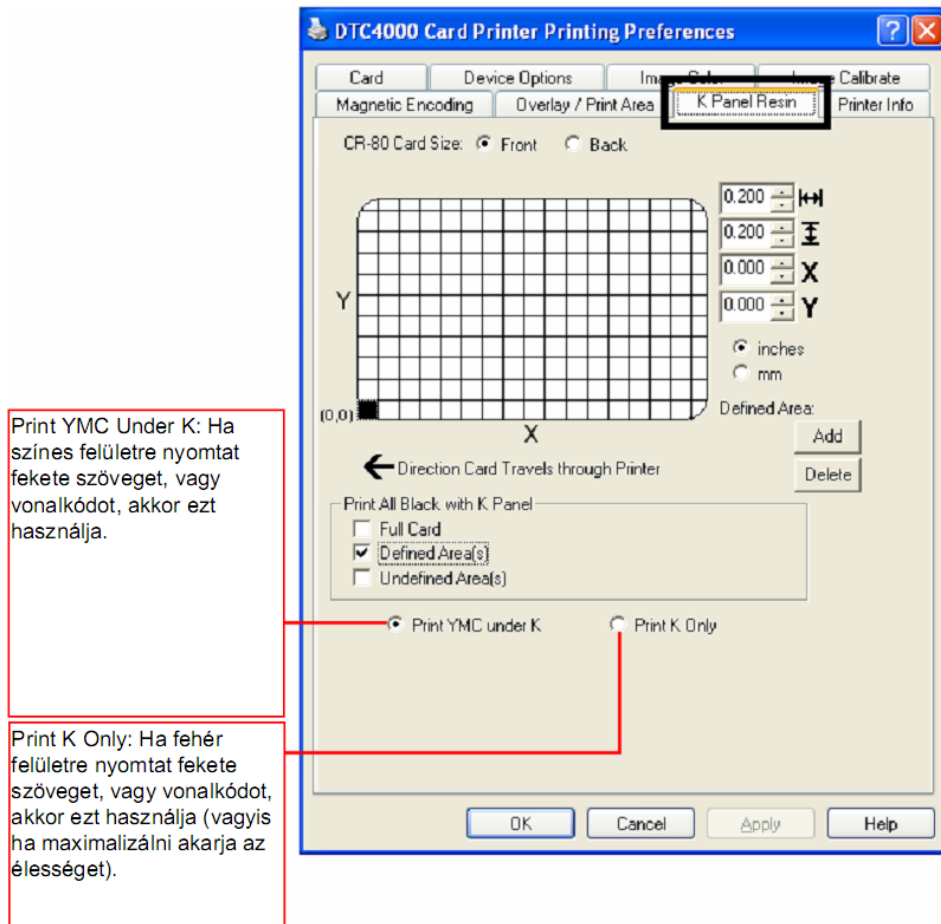 DTC4000 Card Printer Printing Preferences
Card Device Options Image Color Image Calibrate
Magnetic Encoding Overlay / Print Area K Panel Resin Printer Info
CR-80 Card Size: Front Back
0.200
0.200
0.000 X
0.000 Y
Y
inches
mm
(0,0)
X
Defined Area:
Add
Delete
Direction Card Travels through Printer
Print All Black with K Panel
Full Card
Defined Area(s)
Undefined Area(s)
Print YMC under K Print K Only
OK Cancel Apply Help
Print YMC Under K: Ha
színes felületre nyomtat
fekete szöveget, vagy
vonalkódot, akkor ezt
használja.
Print K Only: Ha fehér
felületre nyomtat fekete
szöveget, vagy vonalkódot,
akkor ezt használja (vagyis
ha maximalizálni akarja az
élességet).